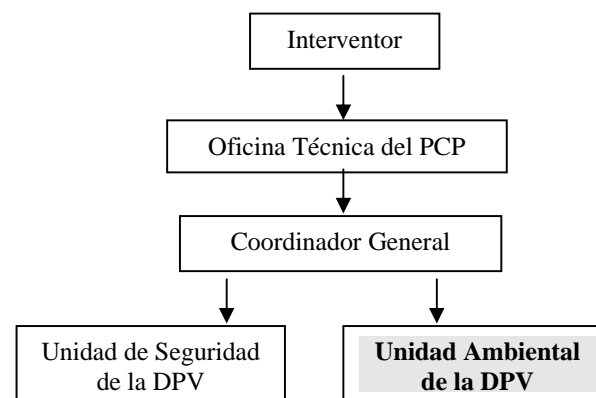 Interventor
Oficina Técnica del PCP
Coordinador General
Unidad de Seguridad
de la DPV
Unidad Ambiental
de la DPV